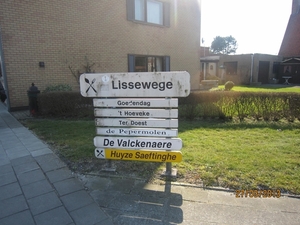 Lissewege
Goedendag
't Hoeveke
Ter Doest
de Pepermolen
De Valckenaere
Huyze Saeftinghe